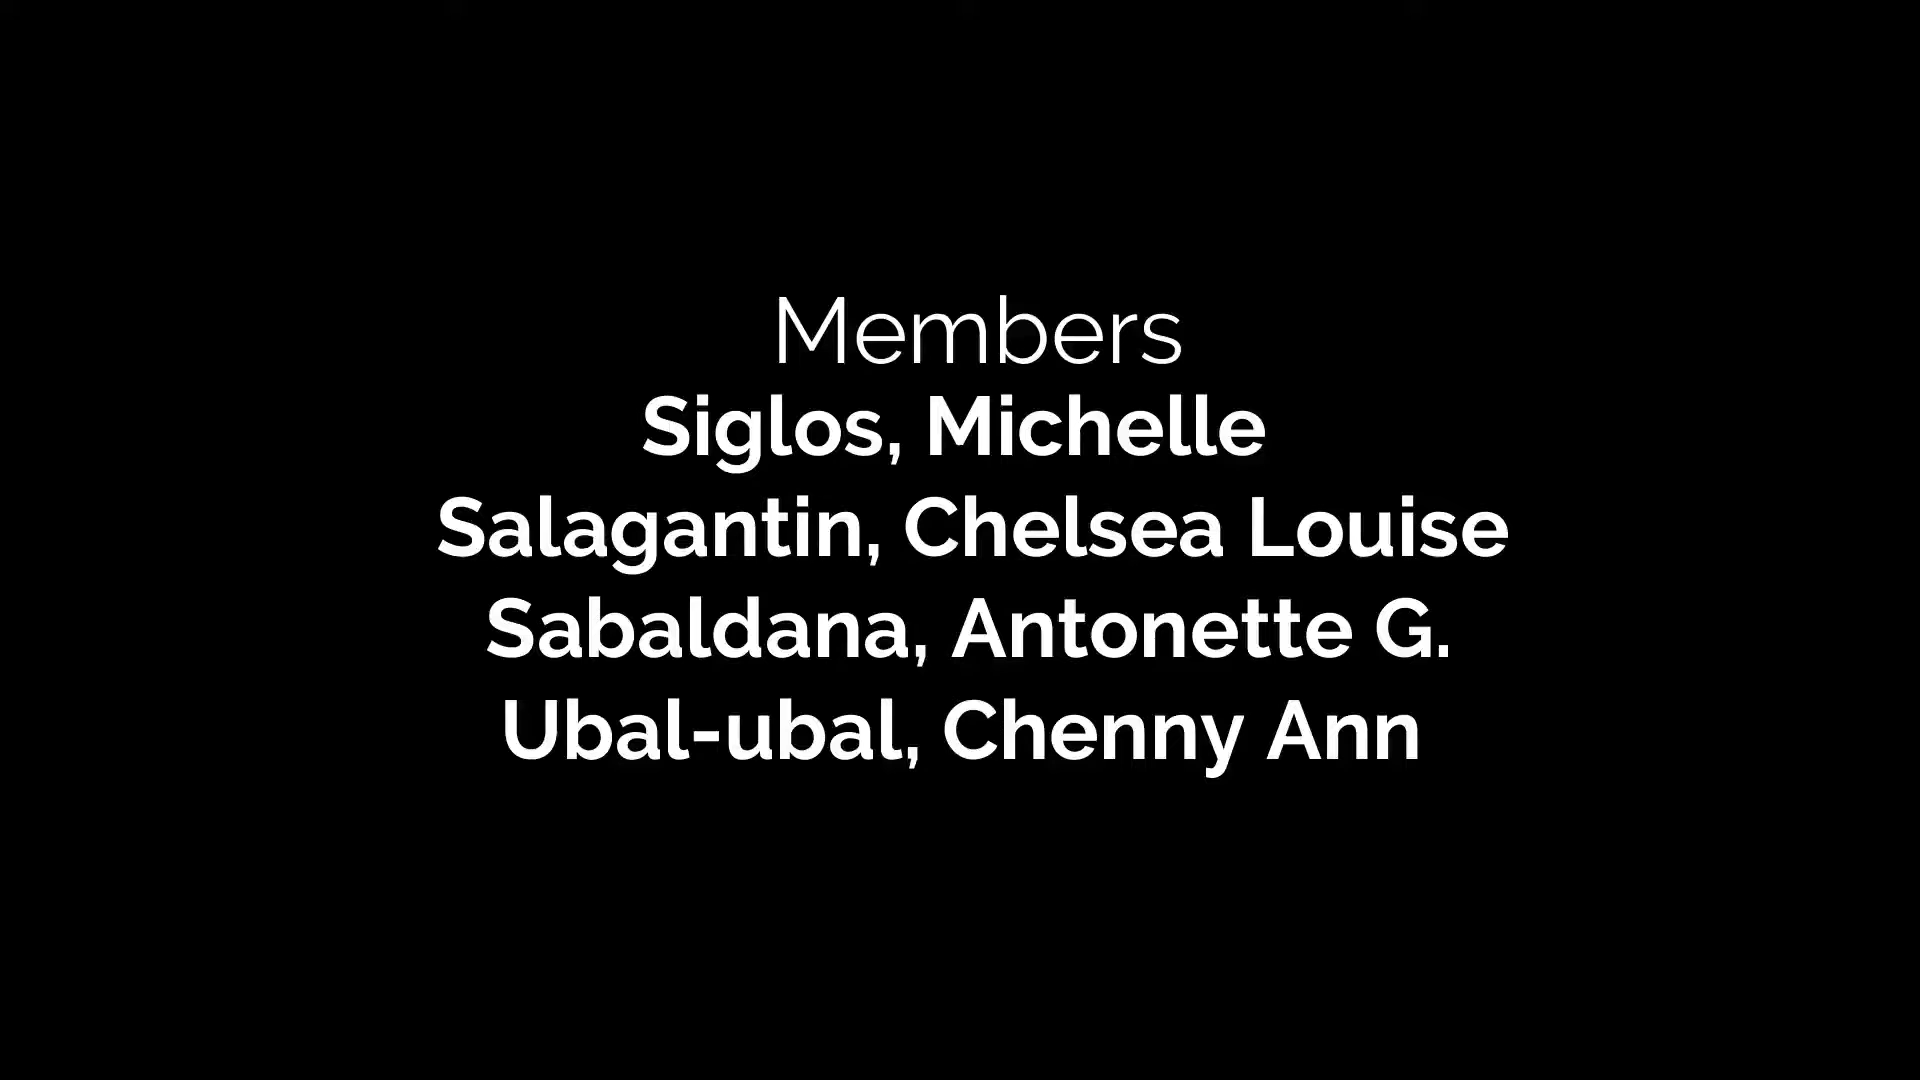 Members
Siglos, Michelle
Salagantin, Chelsea Louise
Sabaldana, Antonette G.
Ubal-ubal, Chenny Ann